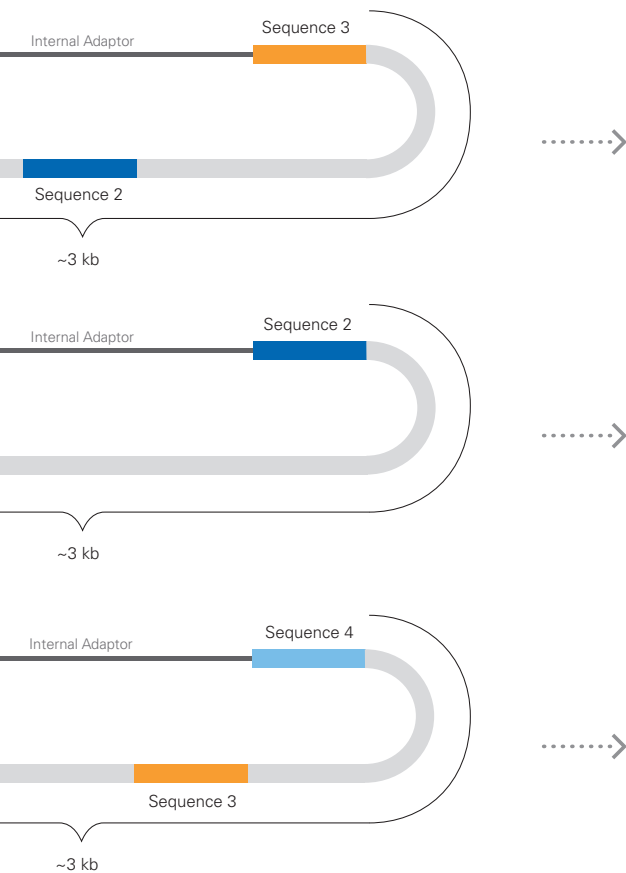 Sequence 3
Internal Adaptor
Sequence 2
~3 kb
Sequence 2
Internal Adaptor
~3 kb
Sequence 4
Internal Adaptor
Sequence 3
~3 kb